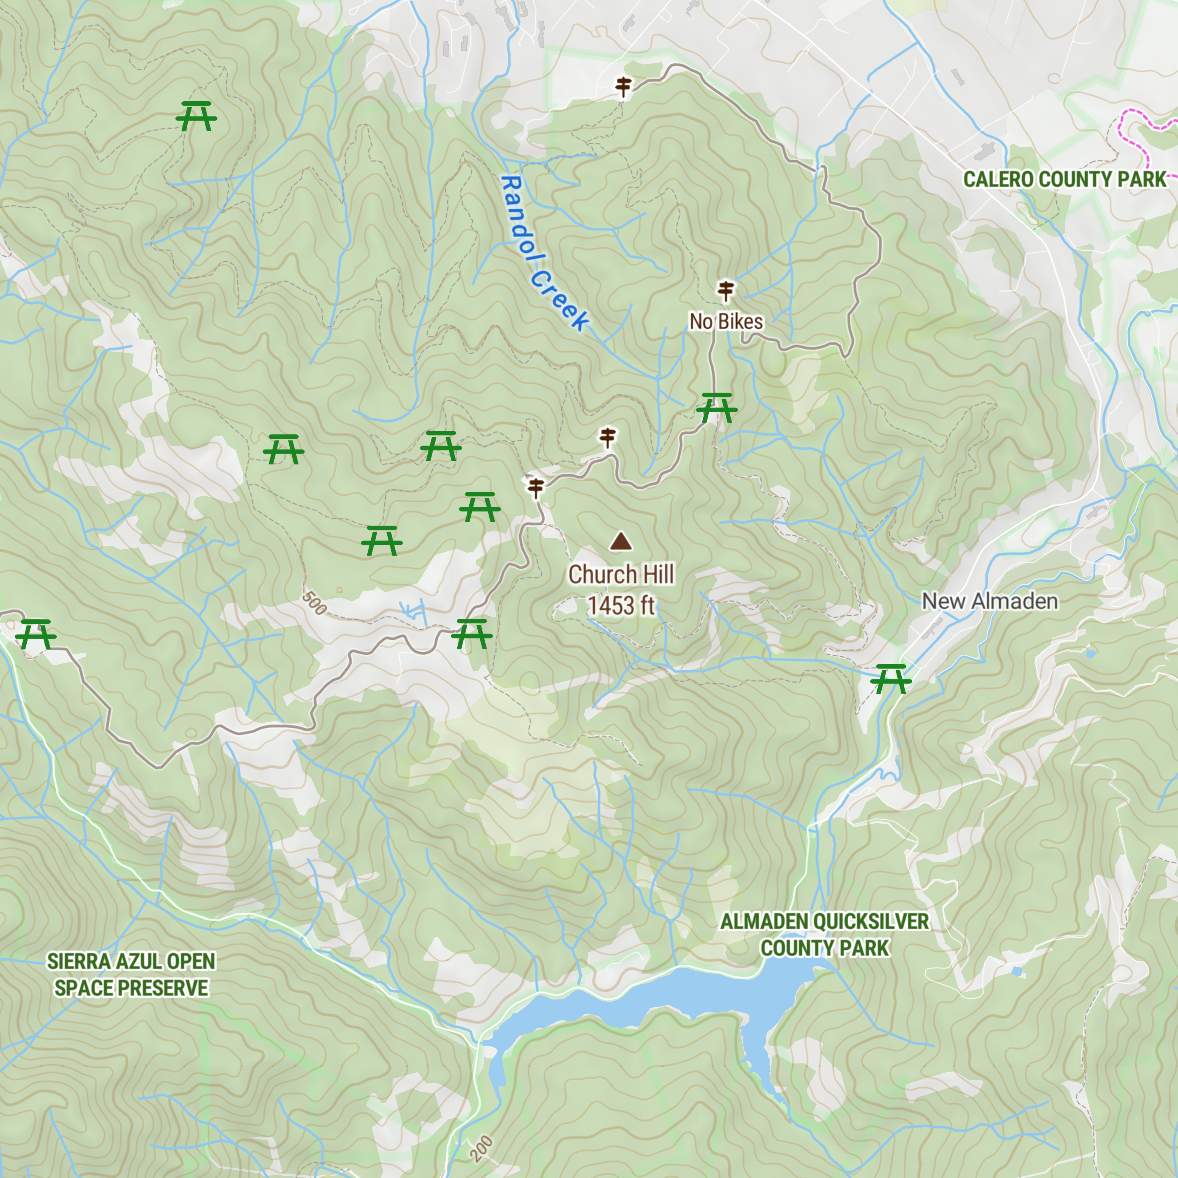 CALERO COUNTY PARK
Randol Creek
No Bikes
Church Hill
1453 ft
500
New Almaden
ALMADEN QUICKSILVER
COUNTY PARK
SIERRA AZUL OPEN
SPACE PRESERVE
200